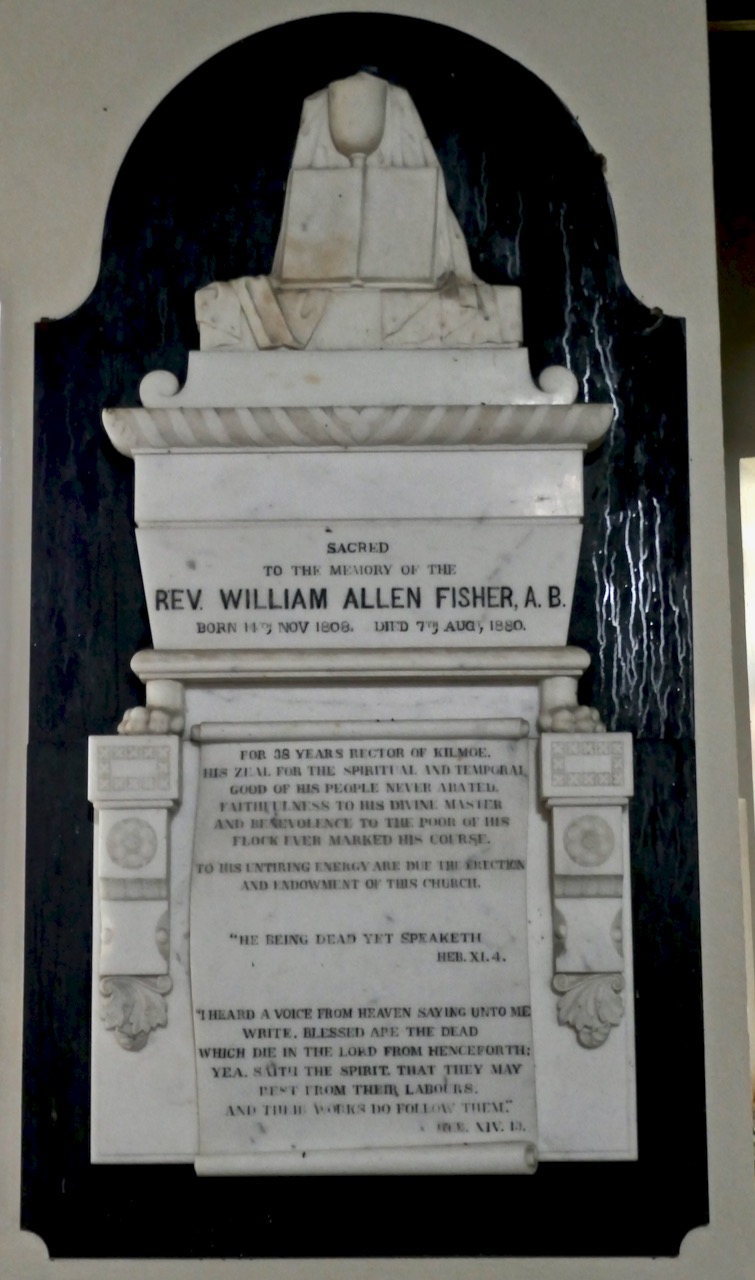 SACRED
TO THE MEMORY OF THE
REV. WILLIAM ALLEN FISHER, A. B.
BORN 14TH, NOV 1808. DIED 7TH, AUGT, 1880.
FOR 38 YEARS RECTOR OF KILMOE.
HIS ZEAL FOR THE SPIRITUAL AND TEMPORAL
GOOD OF HIS PEOPLE NEVER ABATED.
FAITHFULNESS TO HIS DIVINE MASTER
AND BENEVOLENCE TO THE POOR OF HIS
FLOCK EVER MARKED HIS COURSE.
TO HIS UNTIRING ENERGY ARE DUE THE ERECTION
AND ENDOWMENT OF THIS CHURCH.
"HE BEING DEAD YET SPEAKETH
HEB. XI. 4.
"I HEARD A VOICE FROM HEAVEN SAYING UNTO ME
WRITE, BLESSED ARE THE DEAD
WHICH DIE IN THE LORD FROM HENCEFORTH:
YEA, SAITH THE SPIRIT, THAT THEY MAY
REST FROM THEIR LABOURS.
AND THEIR WORKS DO FOLLOW THEM."
REV. XIV. 13.